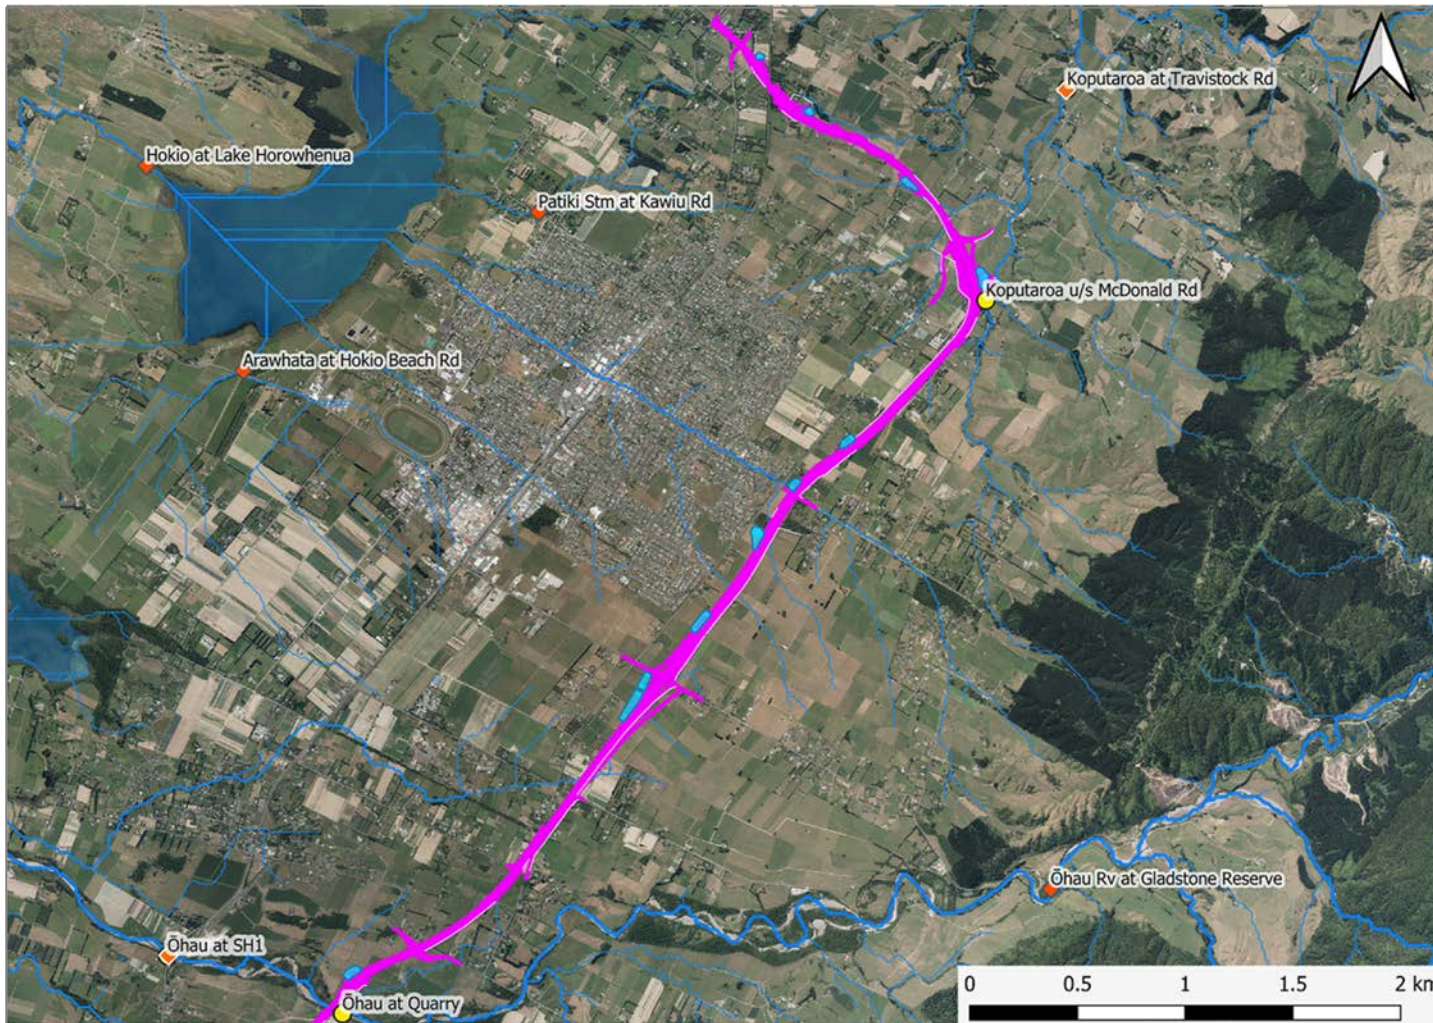 Koputaroa at Travistock Rd
Hokio at Lake Horowhenua
Patiki Stm at Kawiu Rd
Koputaroa u/s McDonald Rd
Arawhata at Hokio Beach Rd
Ōhau Rv at Gladstone Reserve
Ōhau at SH1
Ōhau at Quarry
0 0.5 1 1.5 2 km